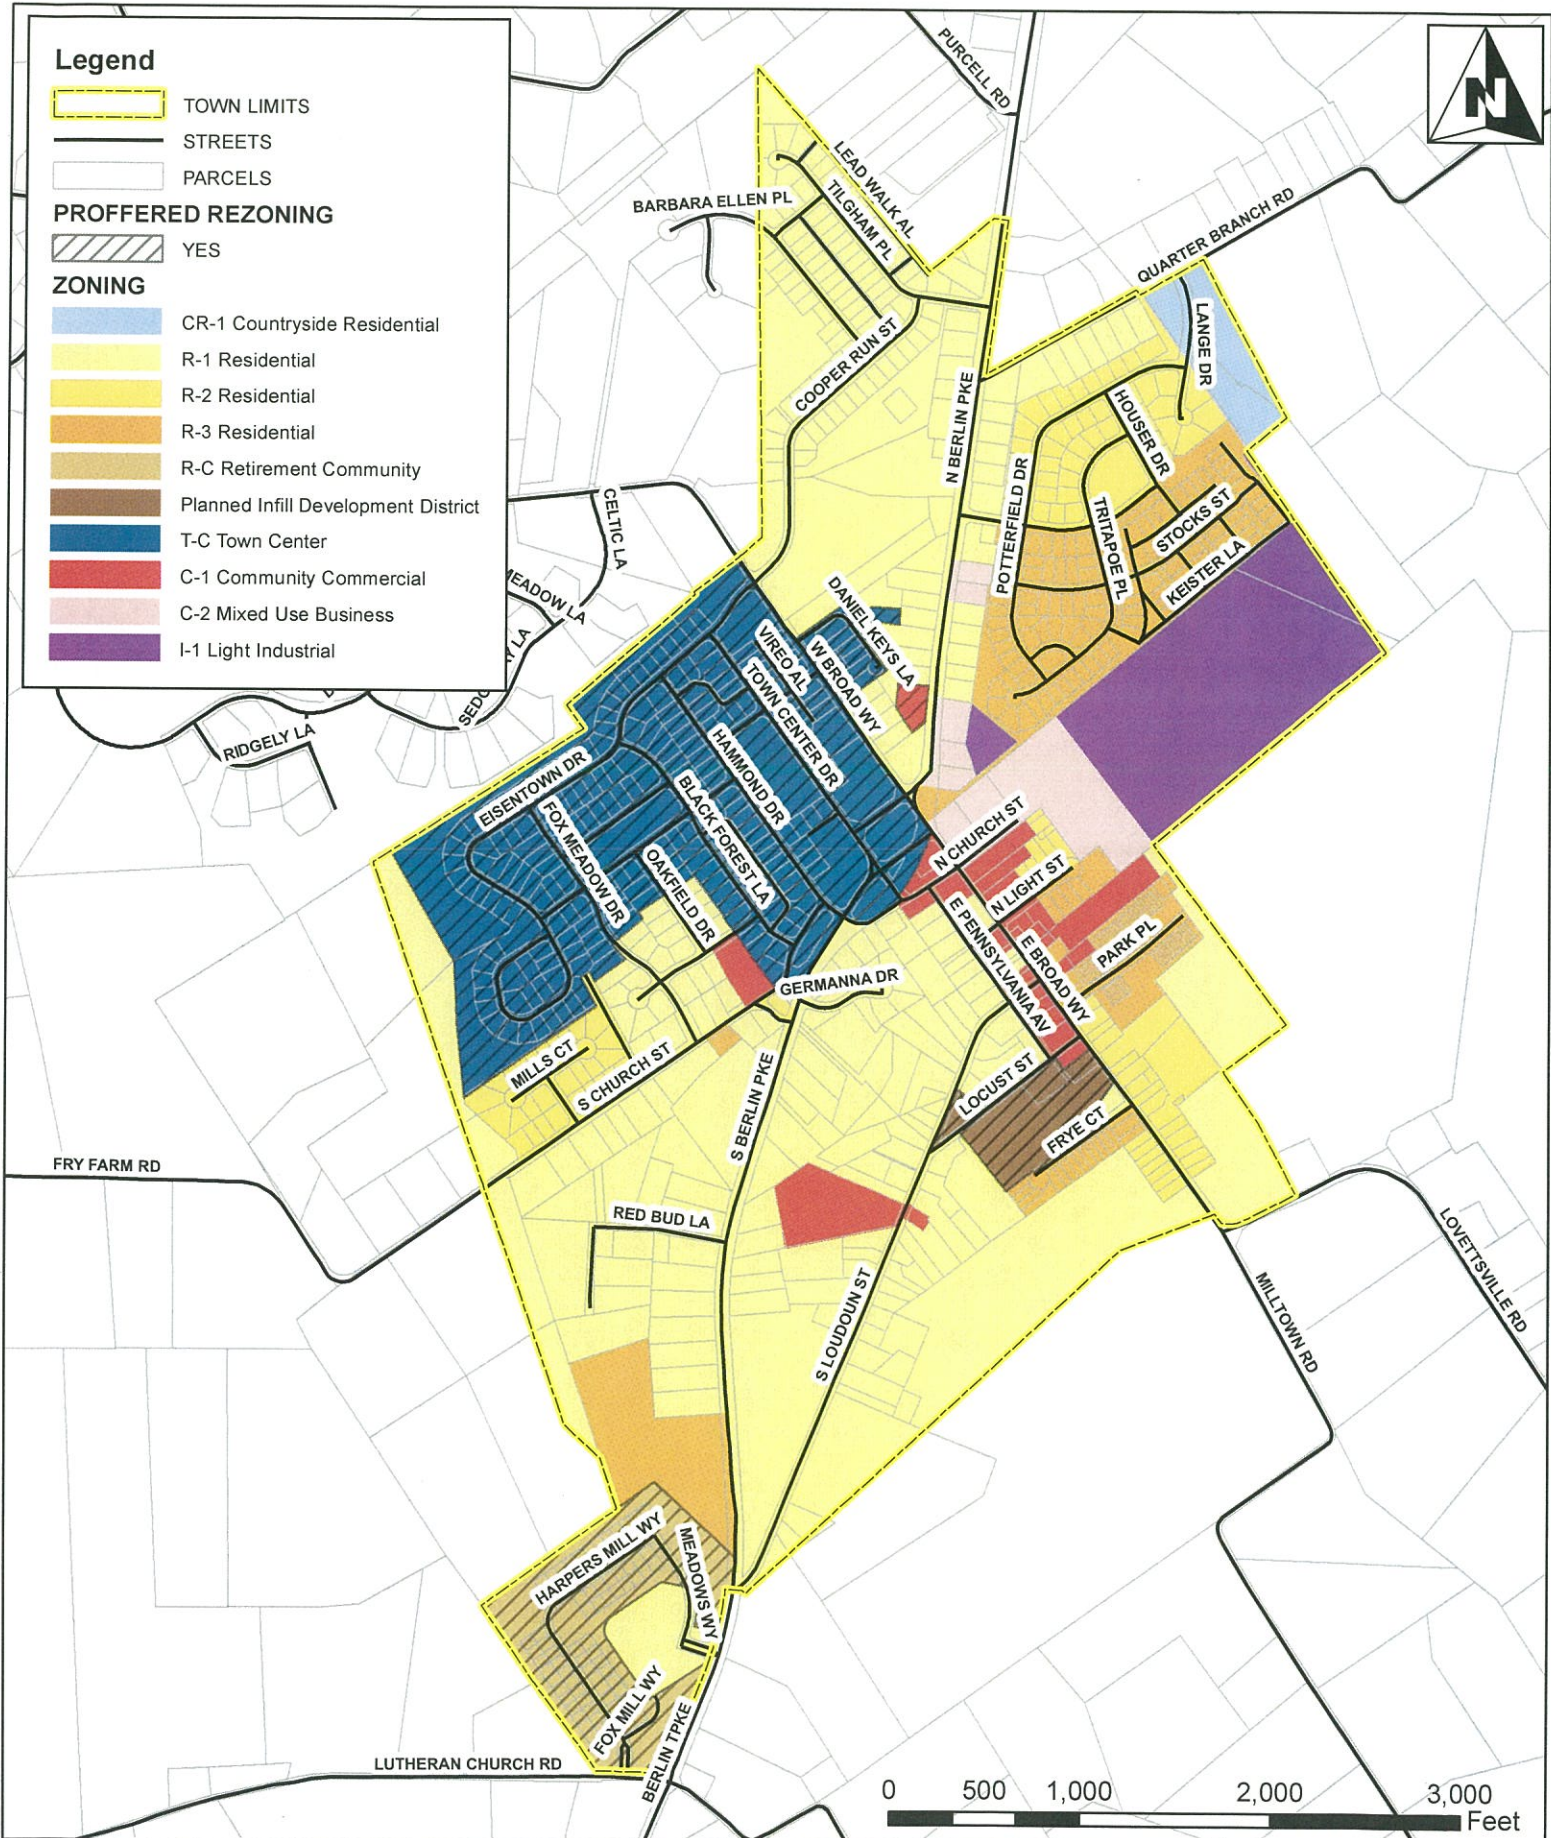 Legend
TOWN LIMITS
STREETS
PARCELS
PROFFERED REZONING
YES
ZONING
CR-1 Countryside Residential
R-1 Residential
R-2 Residential
R-3 Residential
R-C Retirement Community
Planned Infill Development District
T-C Town Center
C-1 Community Commercial
C-2 Mixed Use Business
I-1 Light Industrial
N
PURCELL RD
LEAD WALK AL
TILGHAM PL
BARBARA ELLEN PL
QUARTER BRANCH RD
LANGE DR
COOPER RUN ST
N BERLIN PKE
HOUSER DR
POTTERFIELD DR
TRITAPOE PL
STOCKS ST
KEISTER LA
CELTIC LA
MEADOW LA
DANIEL KEYS LA
VIREO AL
W BROAD WY
TOWN CENTER DR
RIDGELY LA
HAMMOND DR
EISENTOWN DR
BLACK FOREST LA
FOX MEADOW DR
OAKFIELD DR
N CHURCH ST
N LIGHT ST
E PENNSYLVANIA AV
E BROAD WY
PARK PL
GERMANNA DR
MILLS CT
S CHURCH ST
S BERLIN PKE
LOCUST ST
FRYE CT
FRY FARM RD
RED BUD LA
LOVETTSVILLE RD
MILLTOWN RD
S LOUDOUN ST
HARPERS MILL WY
MEADOWS WY
FOX MILL WY
BERLIN TPKE
LUTHERAN CHURCH RD
0 500 1,000 2,000 3,000
Feet